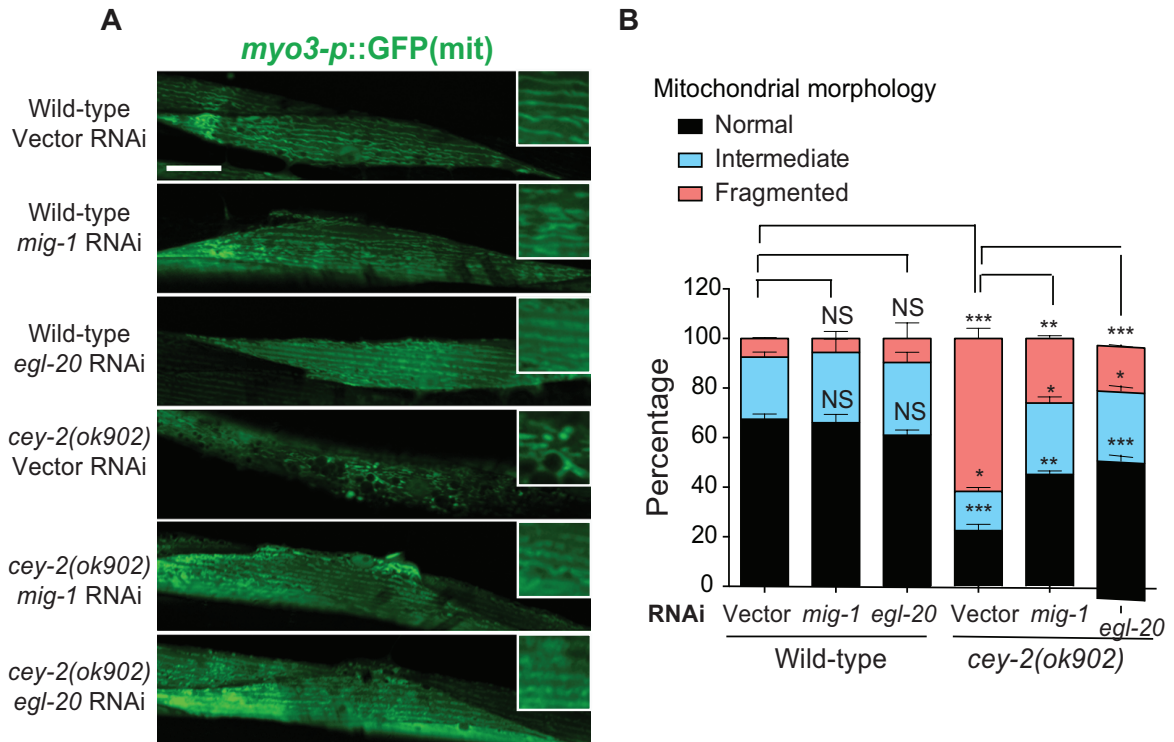 A
myo3-p::GFP(mit)
Wild-type
Vector RNAi
Wild-type
mig-1 RNAi
Wild-type
egl-20 RNAi
cey-2(ok902)
Vector RNAi
cey-2(ok902)
mig-1 RNAi
cey-2(ok902)
egl-20 RNAi
B
Mitochondrial morphology
Normal
Intermediate
Fragmented
Percentage
120
100
80
60
40
20
0
NS
NS
***
**
***
NS
NS
*
***
*
**
*
***
RNAi Vector mig-1 egl-20 Vector mig-1 egl-20
Wild-type cey-2(ok902)